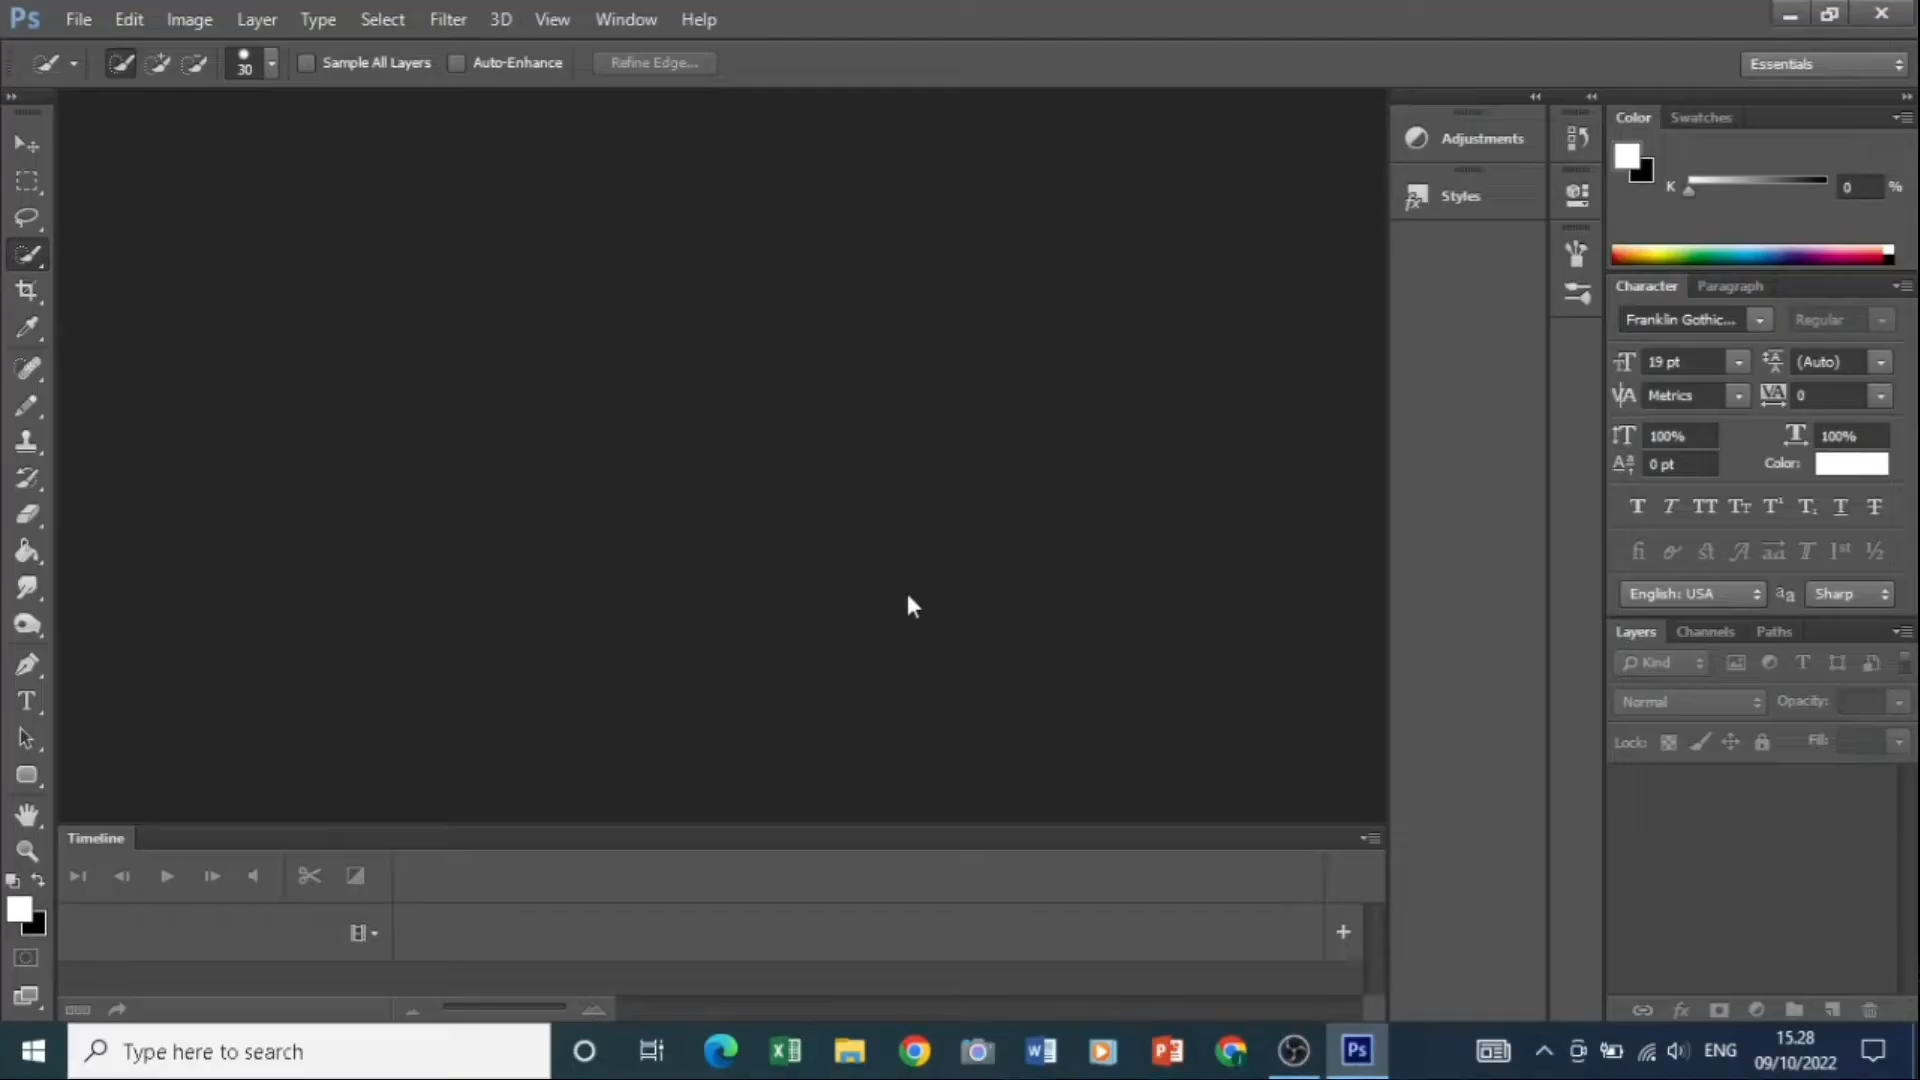 Ps File Edit Image Layer Type Select Filter 3D View Window Help
30 Sample All Layers Auto-Enhance Refine Edge... Essentials
Adjustments
Styles
Color Swatches
K 0 %
Character Paragraph
Franklin Gothic... Regular
19 pt (Auto)
Metrics 0
100% 100%
0 pt Color:
English: USA Sharp
Layers Channels Paths
Kind
Normal Opacity:
Lock: Fill:
Timeline
Type here to search
ENG
15.28
09/10/2022